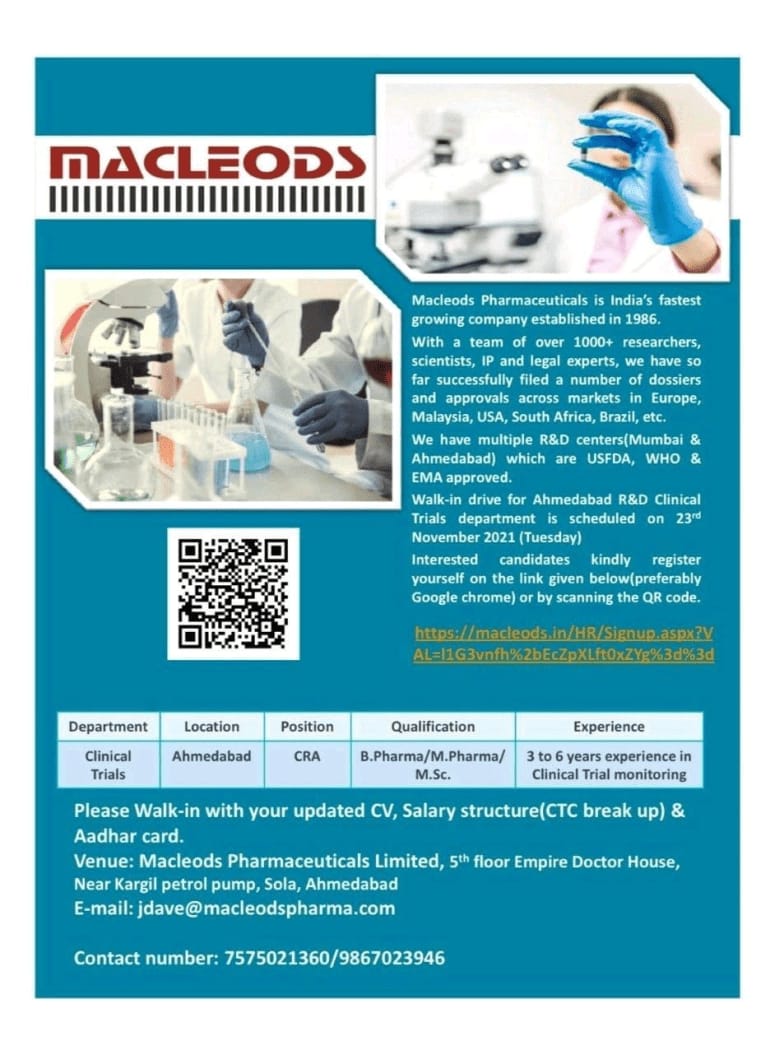 MACLEODS
Macleods Pharmaceuticals is India's fastest
growing company established in 1986.
With a team of over 1000+ researchers,
scientists, IP and legal experts, we have so
far successfully filed a number of dossiers
and approvals across markets in Europe,
Malaysia, USA, South Africa, Brazil, etc.
We have multiple R&D centers(Mumbai &
Ahmedabad) which are USFDA, WHO &
EMA approved.
Walk-in drive for Ahmedabad R&D Clinical
Trials department is scheduled on 23rd
November 2021 (Tuesday)
Interested candidates kindly register
yourself on the link given below(preferably
Google chrome) or by scanning the QR code.
https://macleods.in/HR/Signup.aspx?V
AL=l1G3vnfh%2bEcZpXLft0xZYg%3d%3d
Department Location Position Qualification Experience
Clinical Ahmedabad CRA B.Pharma/M.Pharma/ 3 to 6 years experience in
Trials M.Sc. Clinical Trial monitoring
Please Walk-in with your updated CV, Salary structure(CTC break up) &
Aadhar card.
Venue: Macleods Pharmaceuticals Limited, 5th floor Empire Doctor House,
Near Kargil petrol pump, Sola, Ahmedabad
E-mail: jdave@macleodspharma.com
Contact number: 7575021360/9867023946